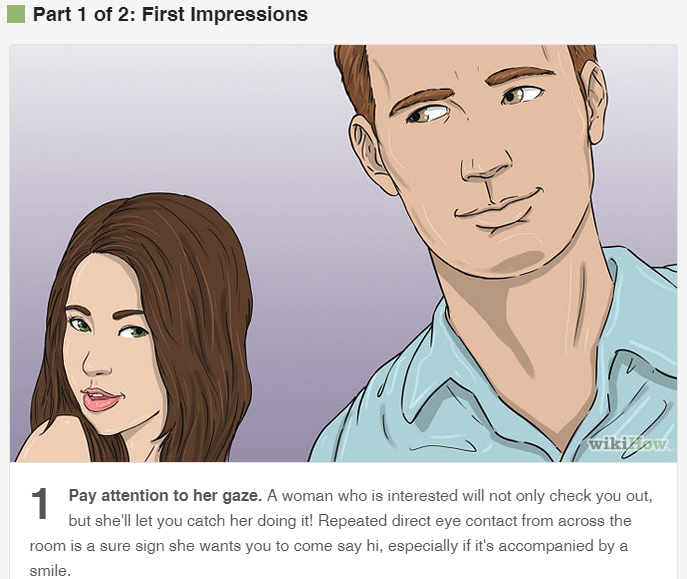 Part 1 of 2: First Impressions
wikiHow
1 Pay attention to her gaze. A woman who is interested will not only check you out,
but she'll let you catch her doing it! Repeated direct eye contact from across the
room is a sure sign she wants you to come say hi, especially if it's accompanied by a
smile.